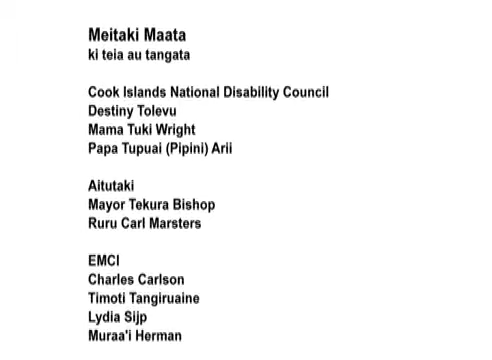 Meitaki Maata
ki teia au tangata
Cook Islands National Disability Council
Destiny Tolevu
Mama Tuki Wright
Papa Tupuai (Pipini) Arii
Aitutaki
Mayor Tekura Bishop
Ruru Carl Marsters
EMCI
Charles Carlson
Timoti Tangiruaine
Lydia Sijp
Muraa'i Herman